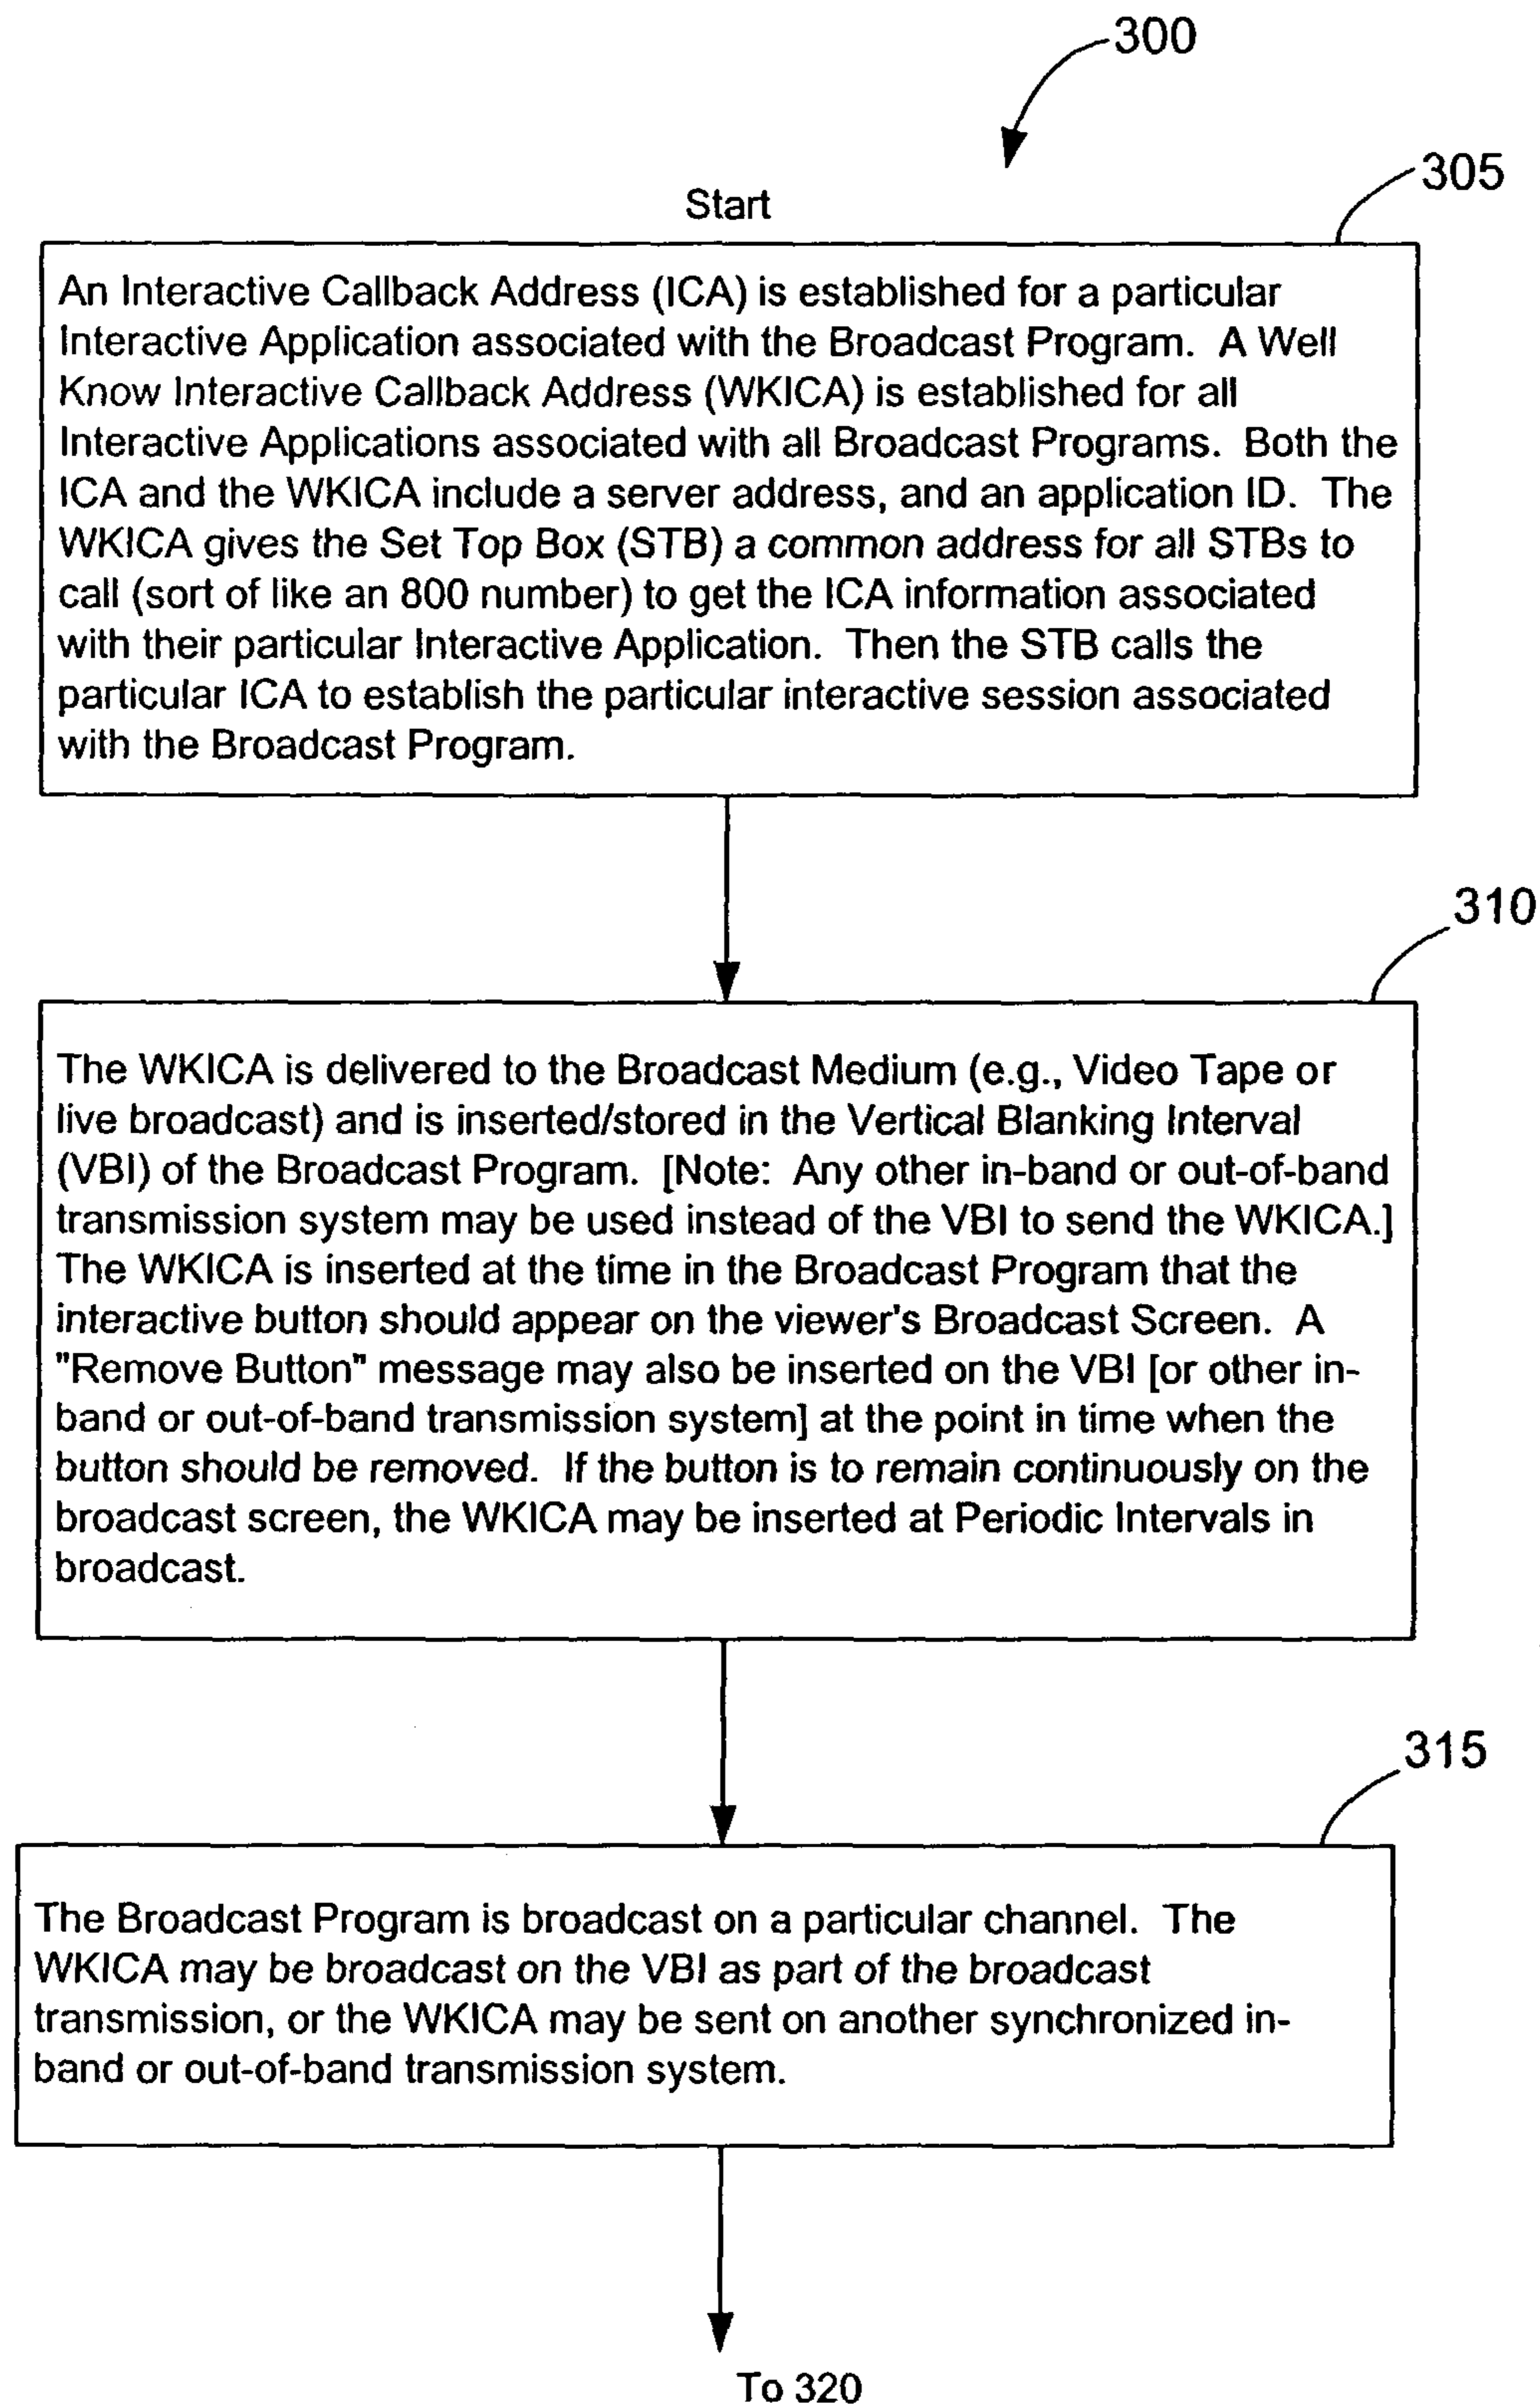 300
305
Start
An Interactive Callback Address (ICA) is established for a particular
Interactive Application associated with the Broadcast Program.  A Well
Know Interactive Callback Address (WKICA) is established for all
Interactive Applications associated with all Broadcast Programs.  Both the
ICA and the WKICA include a server address, and an application ID.  The
WKICA gives the Set Top Box (STB) a common address for all STBs to
call (sort of like an 800 number) to get the ICA information associated
with their particular Interactive Application.  Then the STB calls the
particular ICA to establish the particular interactive session associated
with the Broadcast Program.
310
The WKICA is delivered to the Broadcast Medium (e.g., Video Tape or
live broadcast) and is inserted/stored in the Vertical Blanking Interval
(VBI) of the Broadcast Program.  [Note:  Any other in-band or out-of-band
transmission system may be used instead of the VBI to send the WKICA.]
The WKICA is inserted at the time in the Broadcast Program that the
interactive button should appear on the viewer's Broadcast Screen.  A
"Remove Button" message may also be inserted on the VBI [or other in-
band or out-of-band transmission system] at the point in time when the
button should be removed.  If the button is to remain continuously on the
broadcast screen, the WKICA may be inserted at Periodic Intervals in
broadcast.
315
The Broadcast Program is broadcast on a particular channel.  The
WKICA may be broadcast on the VBI as part of the broadcast
transmission, or the WKICA may be sent on another synchronized in-
band or out-of-band transmission system.
To 320